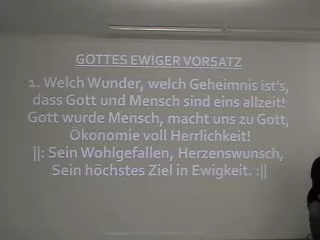 GOTTES EWIGER VORSATZ
1. Welch Wunder, welch Geheimnis ist's,
dass Gott und Mensch sind eins allzeit!
Gott wurde Mensch, macht uns zu Gott,
Ökonomie voll Herrlichkeit!
||: Sein Wohlgefallen, Herzenswunsch,
Sein höchstes Ziel in Ewigkeit. :||